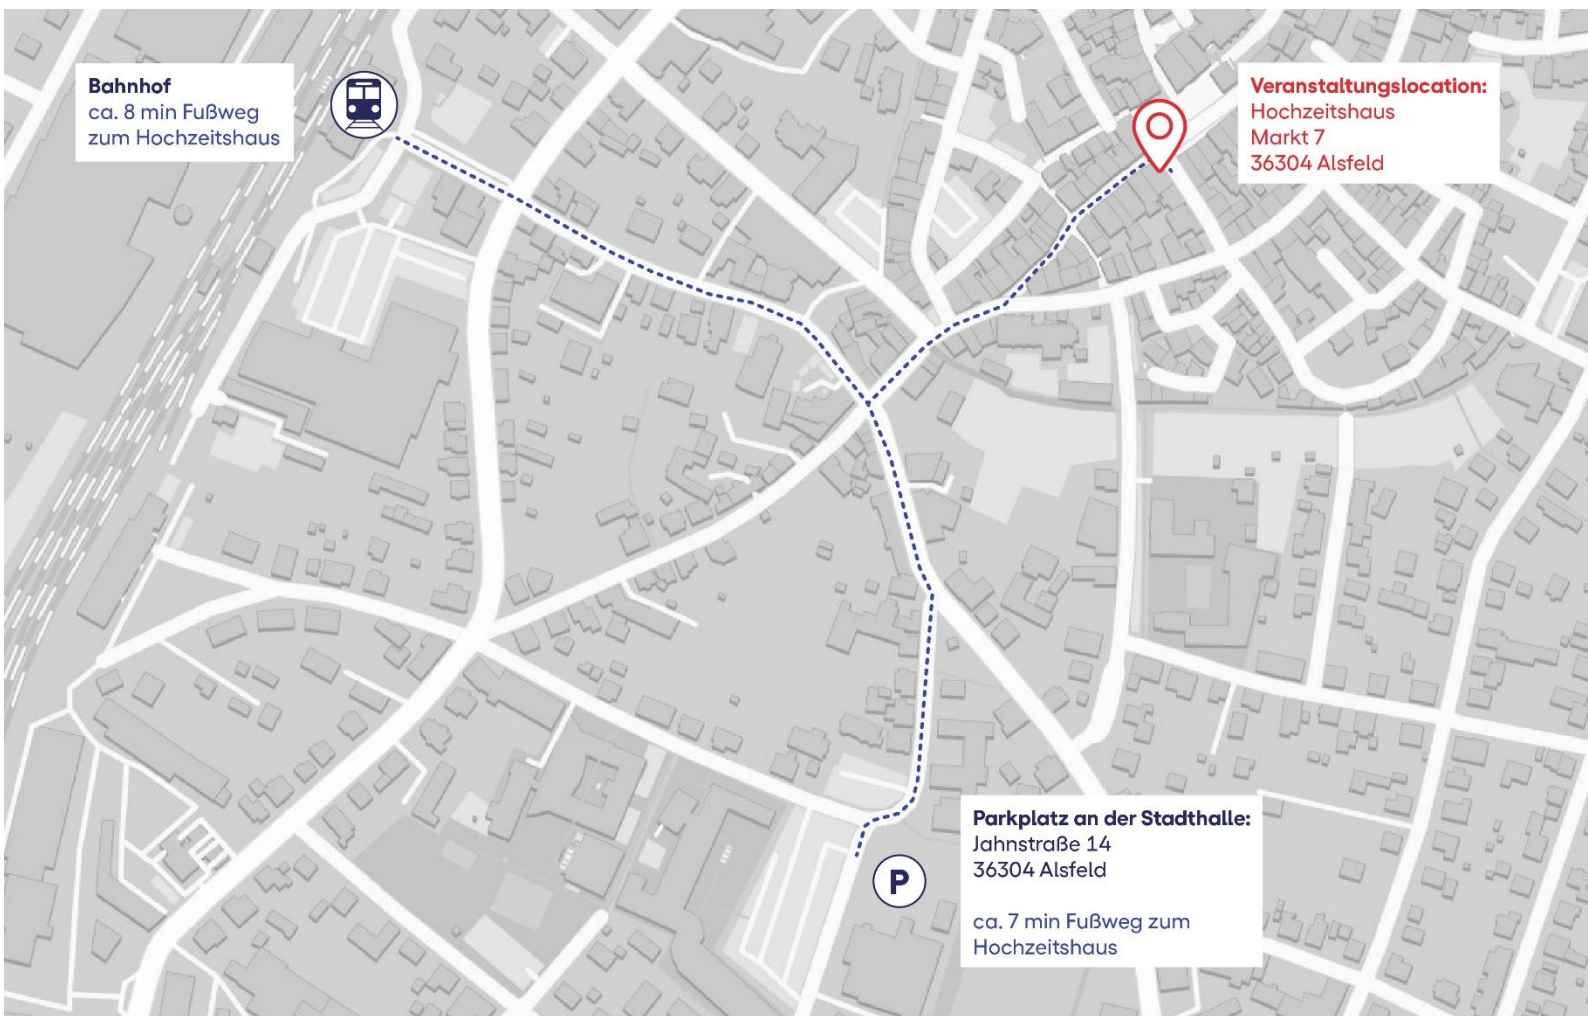 Bahnhof
ca. 8 min Fußweg
zum Hochzeitshaus
Veranstaltungslocation:
Hochzeitshaus
Markt 7
36304 Alsfeld
Parkplatz an der Stadthalle:
Jahnstraße 14
36304 Alsfeld
ca. 7 min Fußweg zum
Hochzeitshaus
P